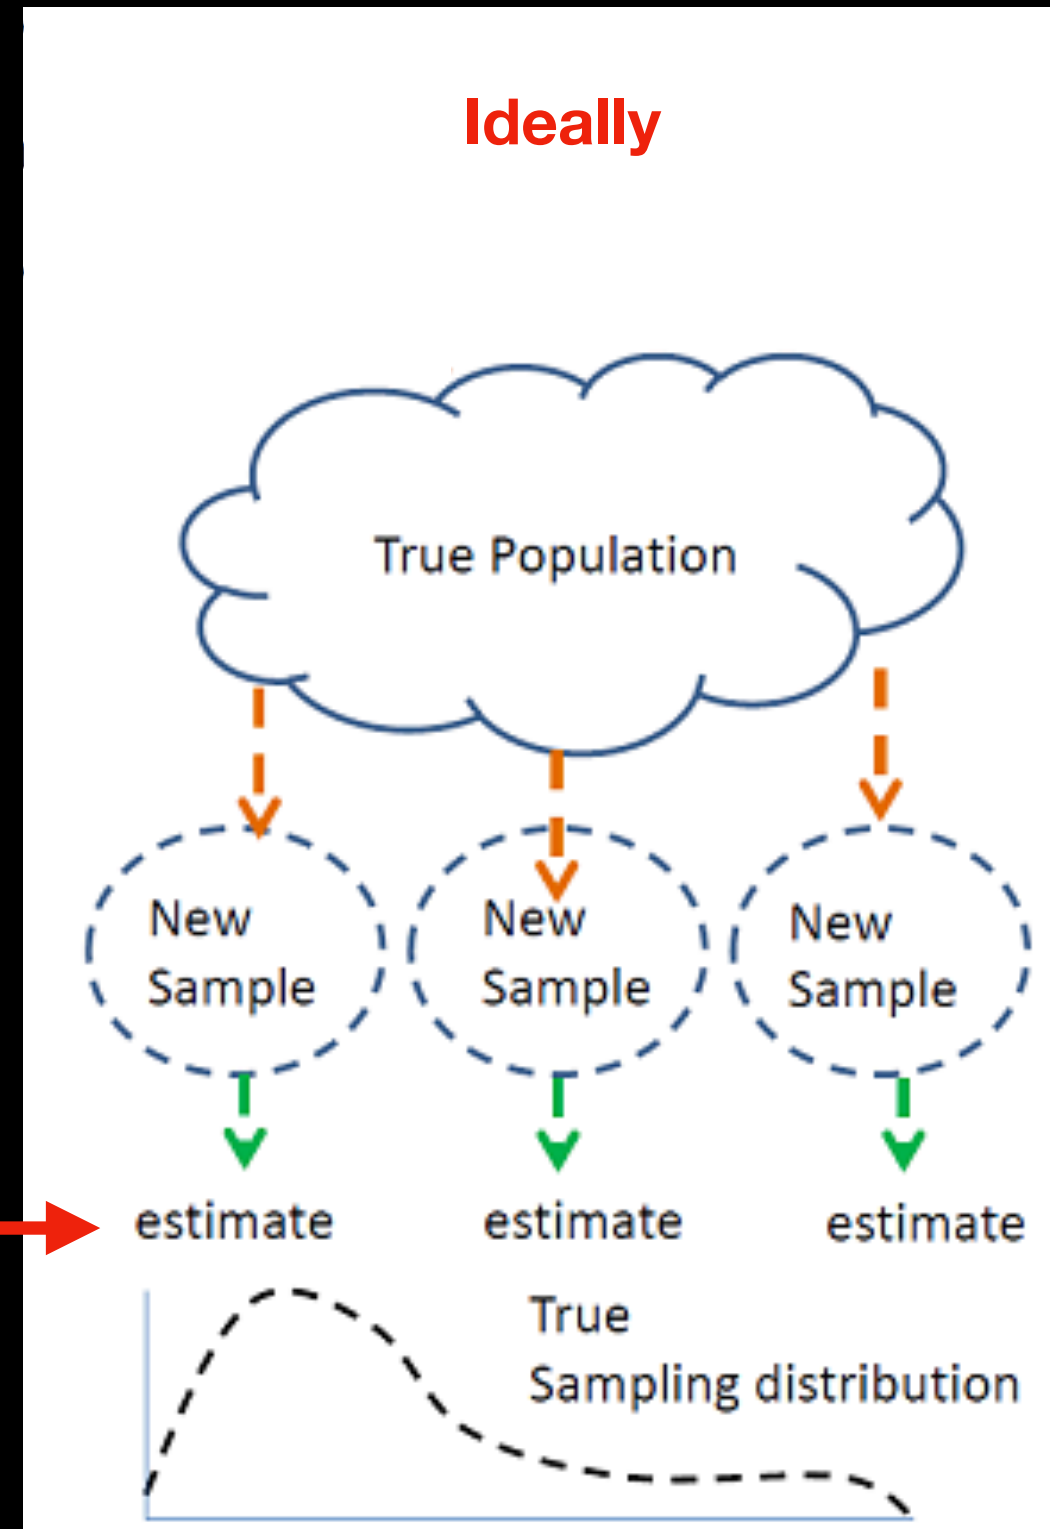 Ideally
True Population
New
Sample
New
Sample
New
Sample
estimate
estimate
estimate
True
Sampling distribution